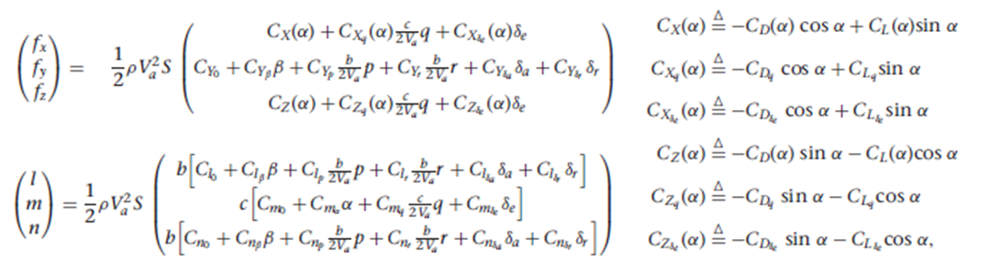 \begin{pmatrix} f_x \\ f_y \\ f_z \end{pmatrix} = \frac{1}{2}\rho V_a^2 S \begin{pmatrix} C_X(\alpha) + C_{X_q}(\alpha)\frac{c}{2V_a}q + C_{X_{\delta_e}}(\alpha)\delta_e \\ C_{Y_0} + C_{Y_\beta}\beta + C_{Y_p}\frac{b}{2V_a}p + C_{Y_r}\frac{b}{2V_a}r + C_{Y_{\delta_a}}\delta_a + C_{Y_{\delta_r}}\delta_r \\ C_Z(\alpha) + C_{Z_q}(\alpha)\frac{c}{2V_a}q + C_{Z_{\delta_e}}(\alpha)\delta_e \end{pmatrix}
\begin{pmatrix} l \\ m \\ n \end{pmatrix} = \frac{1}{2}\rho V_a^2 S \begin{pmatrix} b\left[C_{l_0} + C_{l_\beta}\beta + C_{l_p}\frac{b}{2V_a}p + C_{l_r}\frac{b}{2V_a}r + C_{l_{\delta_a}}\delta_a + C_{l_{\delta_r}}\delta_r\right] \\ c\left[C_{m_0} + C_{m_\alpha}\alpha + C_{m_q}\frac{c}{2V_a}q + C_{m_{\delta_e}}\delta_e\right] \\ b\left[C_{n_0} + C_{n_\beta}\beta + C_{n_p}\frac{b}{2V_a}p + C_{n_r}\frac{b}{2V_a}r + C_{n_{\delta_a}}\delta_a + C_{n_{\delta_r}}\delta_r\right] \end{pmatrix}
C_X(\alpha) \triangleq -C_D(\alpha) \cos \alpha + C_L(\alpha) \sin \alpha
C_{X_q}(\alpha) \triangleq -C_{D_q} \cos \alpha + C_{L_q} \sin \alpha
C_{X_{\delta_e}}(\alpha) \triangleq -C_{D_{\delta_e}} \cos \alpha + C_{L_{\delta_e}} \sin \alpha
C_Z(\alpha) \triangleq -C_D(\alpha) \sin \alpha - C_L(\alpha) \cos \alpha
C_{Z_q}(\alpha) \triangleq -C_{D_q} \sin \alpha - C_{L_q} \cos \alpha
C_{Z_{\delta_e}}(\alpha) \triangleq -C_{D_{\delta_e}} \sin \alpha - C_{L_{\delta_e}} \cos \alpha,